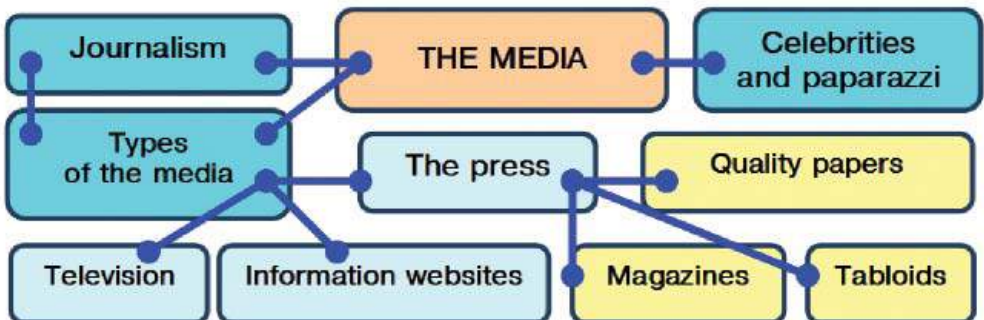 Journalism
THE MEDIA
Celebrities
and paparazzi
Types
of the media
The press
Quality papers
Television
Information websites
Magazines
Tabloids